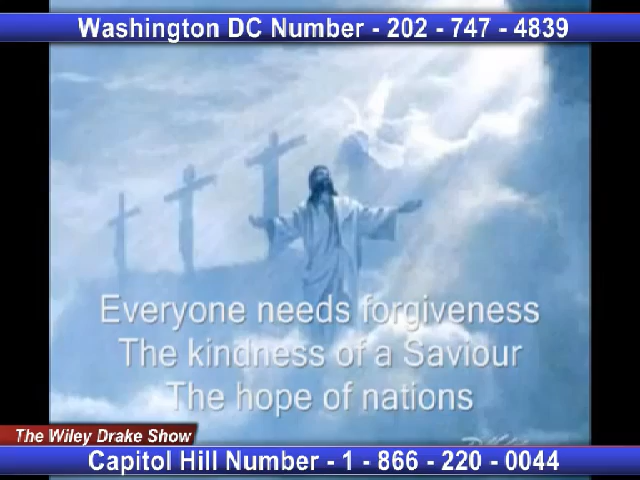 Washington DC Number - 202 - 747 - 4839
Everyone needs forgiveness
The kindness of a Saviour
The hope of nations
The Wiley Drake Show
Capitol Hill Number - 1 - 866 - 220 - 0044